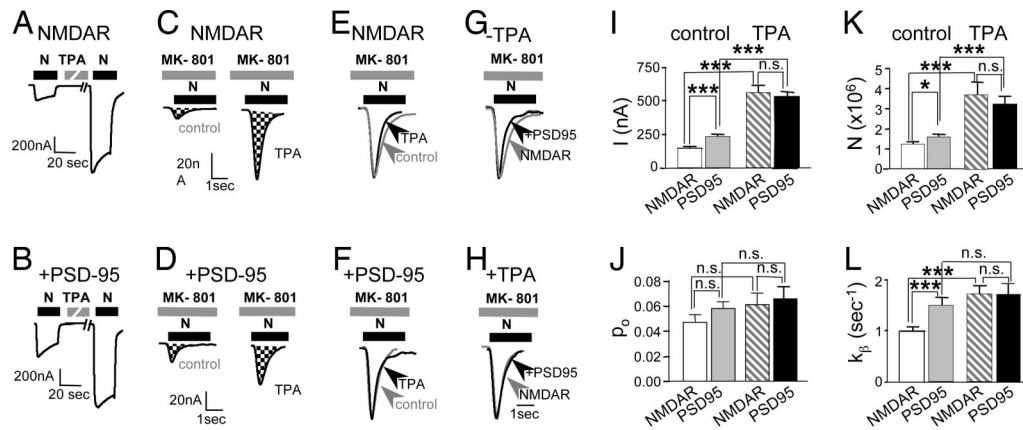 A
NMDAR
N TPA N
200nA
20 sec
B
+PSD-95
N TPA N
200nA
20 sec
C
NMDAR
MK- 801 MK- 801
N N
control
TPA
20n
A
1sec
D
+PSD-95
MK- 801 MK- 801
N N
control
TPA
20nA
1sec
E
NMDAR
MK- 801
N
TPA
control
F
+PSD-95
MK- 801
N
TPA
control
G
-TPA
MK- 801
N
+PSD95
NMDAR
H
+TPA
MK- 801
N
+PSD95
NMDAR
1sec
I
control TPA
***
*** n.s.
***
I (nA)
750
500
250
0
NMDAR PSD95 NMDAR PSD95
J
n.s.
n.s. n.s.
n.s.
po
0.08
0.06
0.04
0.02
0.00
NMDAR PSD95 NMDAR PSD95
K
control TPA
***
*** n.s.
*
N (x10⁶)
5
4
3
2
1
0
NMDAR PSD95 NMDAR PSD95
L
n.s.
*** n.s.
***
kβ (sec⁻¹)
2
1
0
NMDAR PSD95 NMDAR PSD95